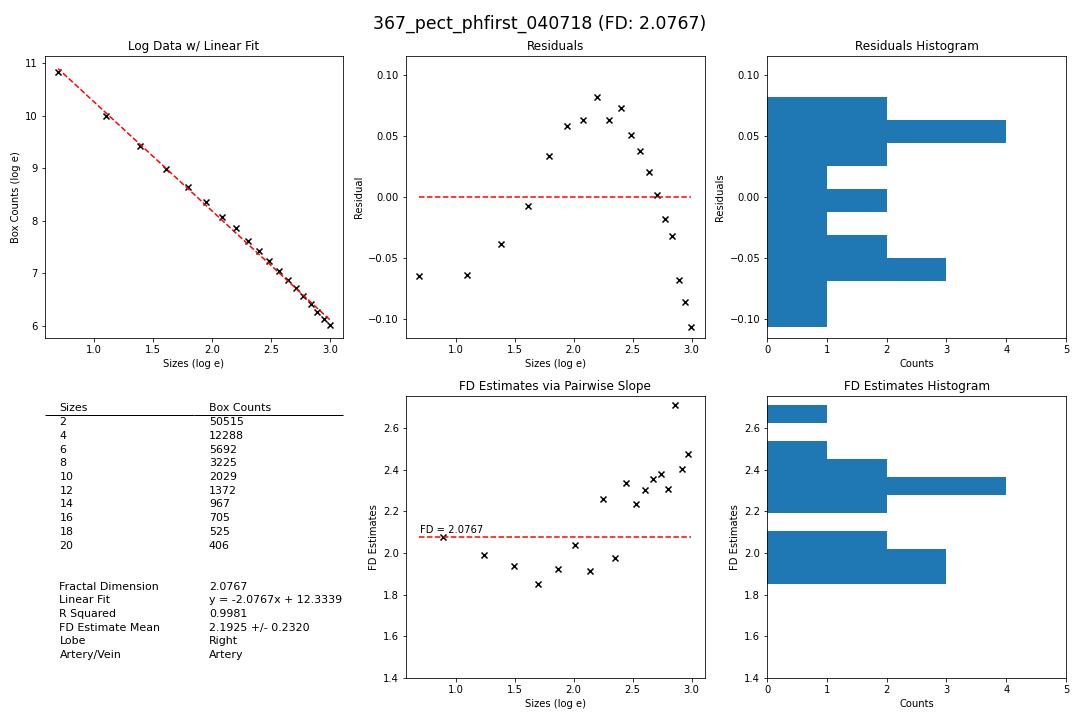 367_pect_phfirst_040718 (FD: 2.0767)
Log Data w/ Linear Fit
11
10
9
8
7
6
Box Counts (log e)
1.0 1.5 2.0 2.5 3.0
Sizes (log e)
Residuals
0.10
0.05
0.00
−0.05
−0.10
Residual
1.0 1.5 2.0 2.5 3.0
Sizes (log e)
Residuals Histogram
0.10
0.05
0.00
−0.05
−0.10
Residuals
0 1 2 3 4 5
Counts
Sizes Box Counts
2 50515
4 12288
6 5692
8 3225
10 2029
12 1372
14 967
16 705
18 525
20 406
Fractal Dimension 2.0767
Linear Fit y = -2.0767x + 12.3339
R Squared 0.9981
FD Estimate Mean 2.1925 +/- 0.2320
Lobe Right
Artery/Vein Artery
FD Estimates via Pairwise Slope
2.6
2.4
2.2
2.0
1.8
1.6
1.4
FD Estimates
FD = 2.0767
1.0 1.5 2.0 2.5 3.0
Sizes (log e)
FD Estimates Histogram
2.6
2.4
2.2
2.0
1.8
1.6
1.4
FD Estimates
0 1 2 3 4 5
Counts